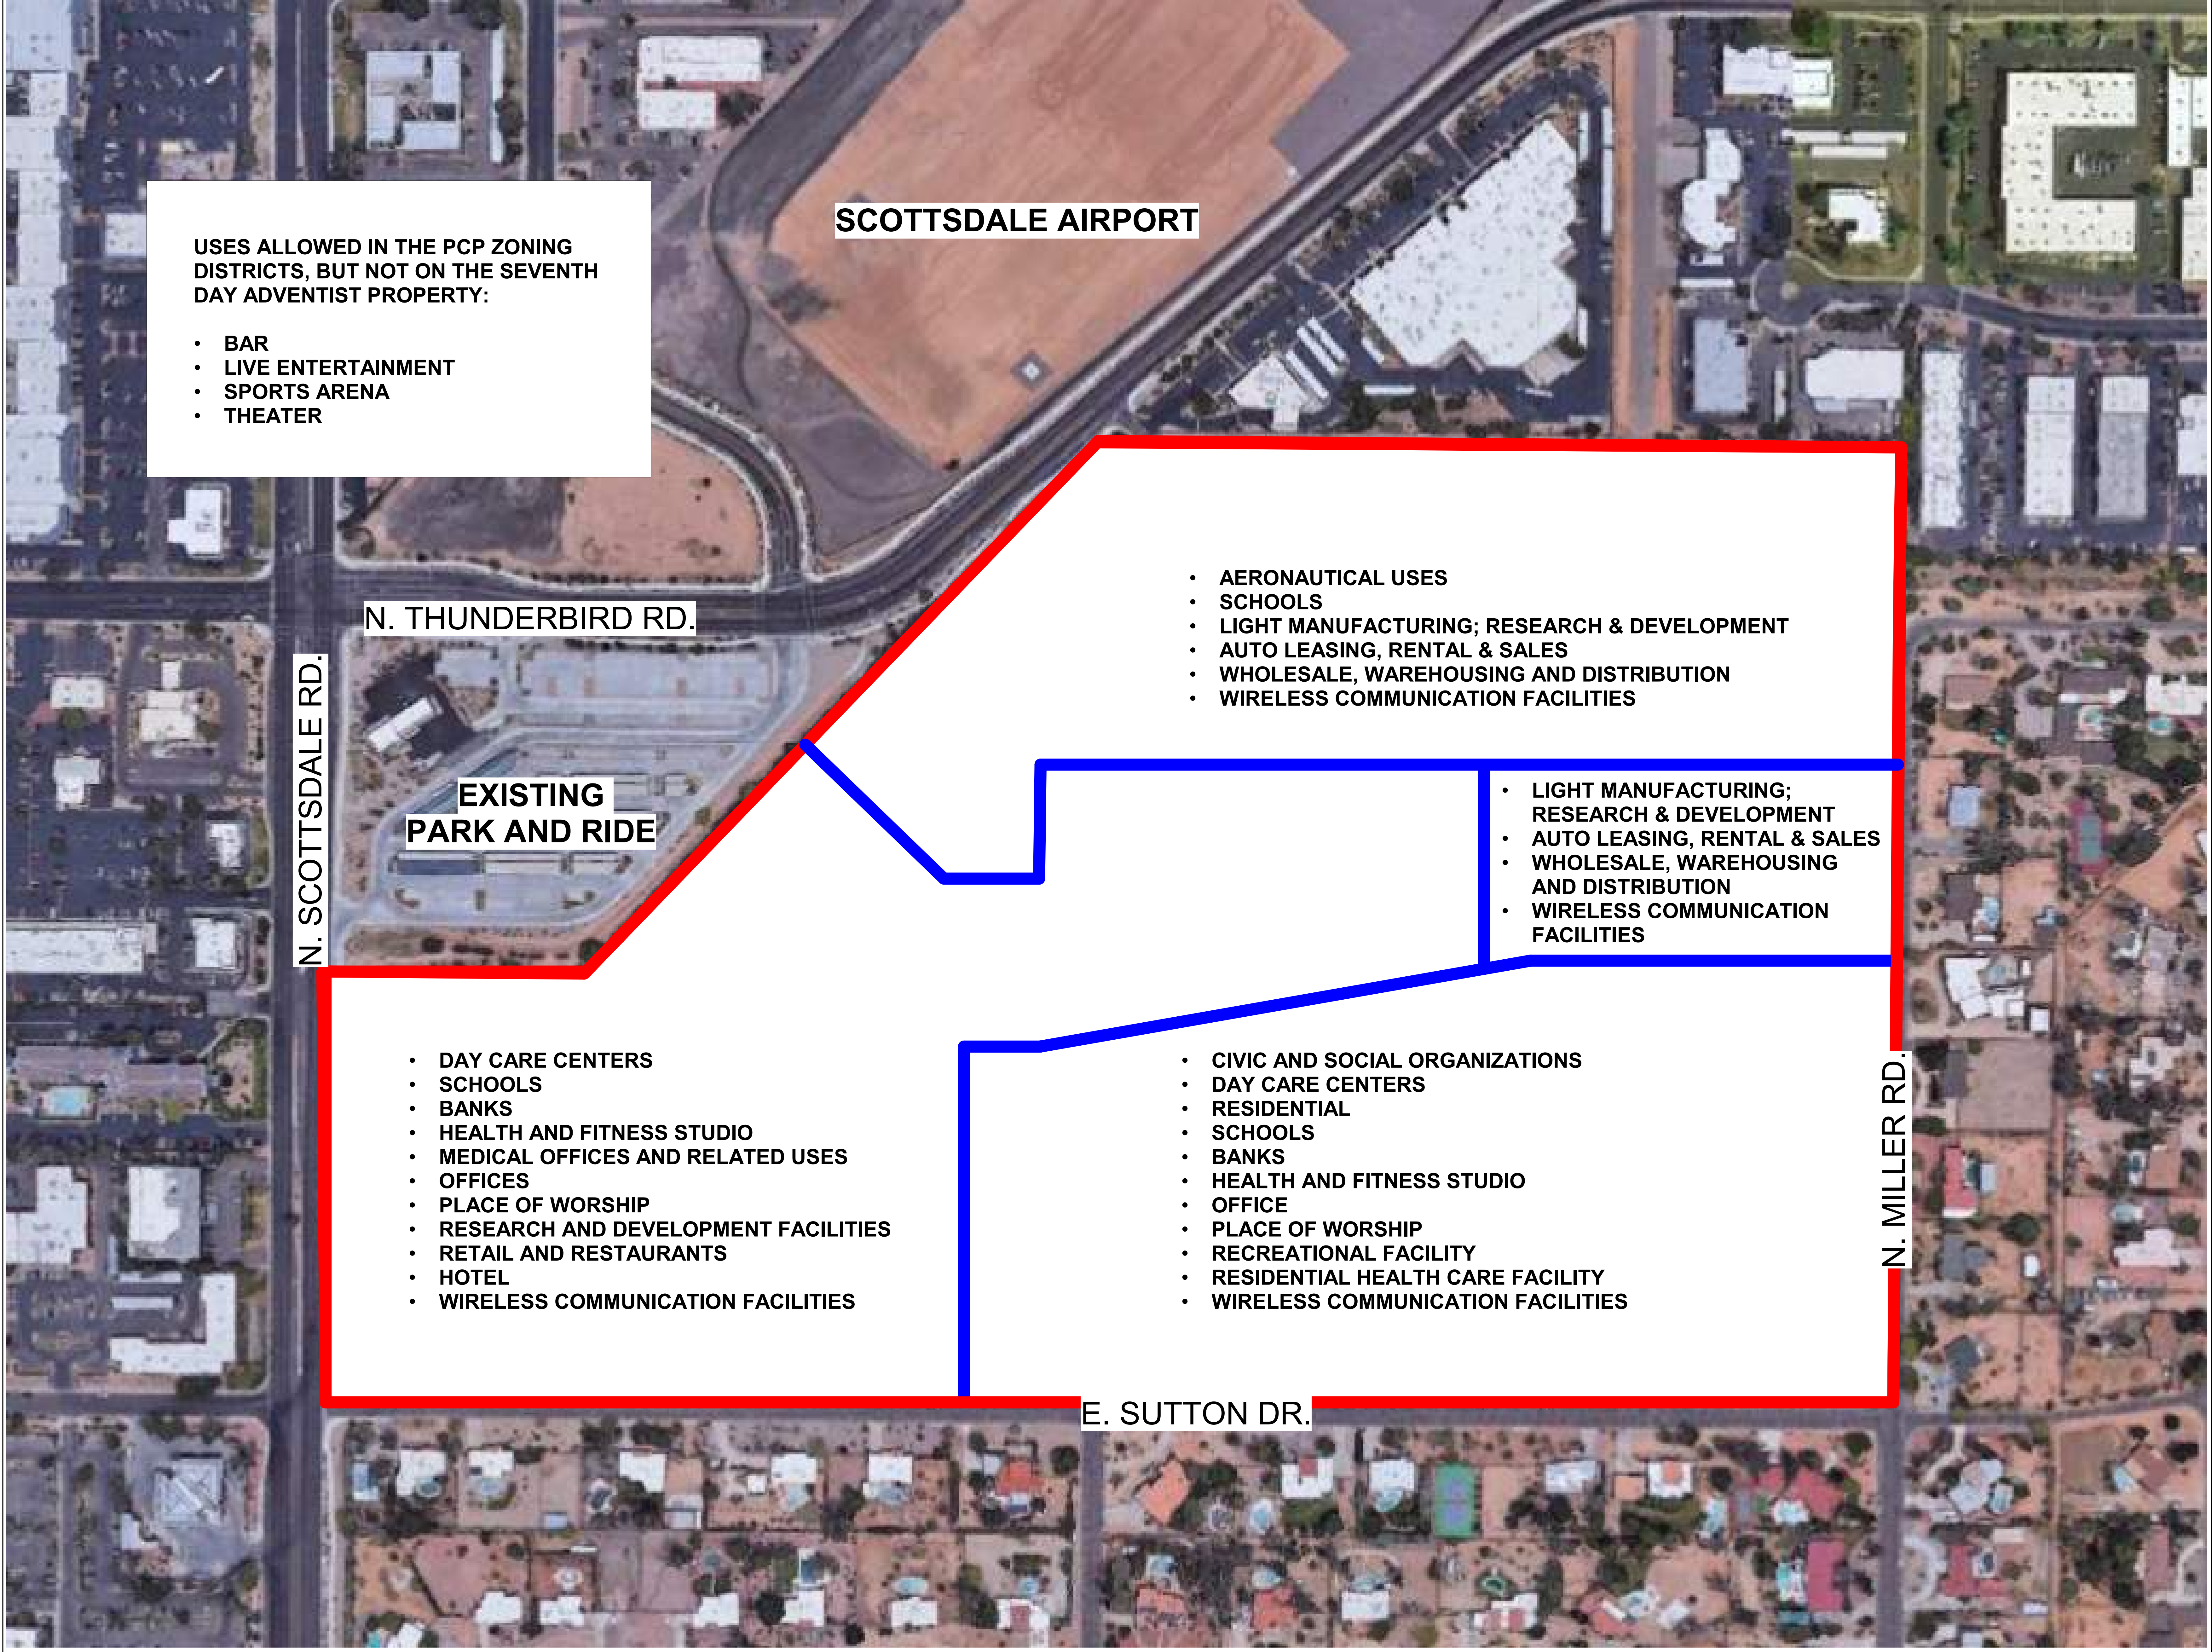 SCOTTSDALE AIRPORT
USES ALLOWED IN THE PCP ZONING
DISTRICTS, BUT NOT ON THE SEVENTH
DAY ADVENTIST PROPERTY:
• BAR
• LIVE ENTERTAINMENT
• SPORTS ARENA
• THEATER
N. THUNDERBIRD RD.
N. SCOTTSDALE RD.
EXISTING
PARK AND RIDE
• AERONAUTICAL USES
• SCHOOLS
• LIGHT MANUFACTURING; RESEARCH & DEVELOPMENT
• AUTO LEASING, RENTAL & SALES
• WHOLESALE, WAREHOUSING AND DISTRIBUTION
• WIRELESS COMMUNICATION FACILITIES
• LIGHT MANUFACTURING;
RESEARCH & DEVELOPMENT
• AUTO LEASING, RENTAL & SALES
• WHOLESALE, WAREHOUSING
AND DISTRIBUTION
• WIRELESS COMMUNICATION
FACILITIES
• DAY CARE CENTERS
• SCHOOLS
• BANKS
• HEALTH AND FITNESS STUDIO
• MEDICAL OFFICES AND RELATED USES
• OFFICES
• PLACE OF WORSHIP
• RESEARCH AND DEVELOPMENT FACILITIES
• RETAIL AND RESTAURANTS
• HOTEL
• WIRELESS COMMUNICATION FACILITIES
• CIVIC AND SOCIAL ORGANIZATIONS
• DAY CARE CENTERS
• RESIDENTIAL
• SCHOOLS
• BANKS
• HEALTH AND FITNESS STUDIO
• OFFICE
• PLACE OF WORSHIP
• RECREATIONAL FACILITY
• RESIDENTIAL HEALTH CARE FACILITY
• WIRELESS COMMUNICATION FACILITIES
N. MILLER RD.
E. SUTTON DR.